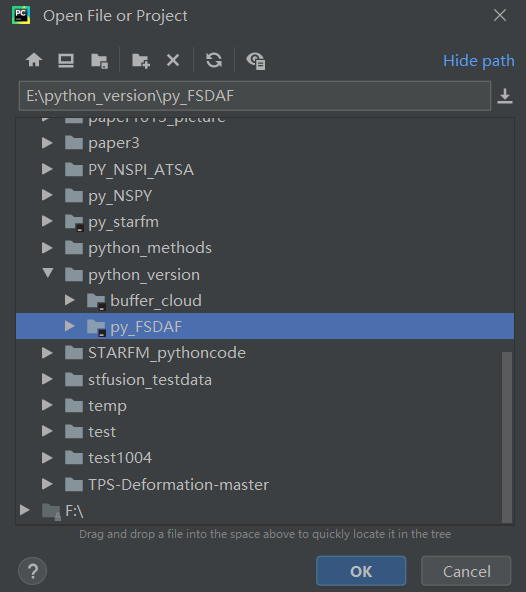 PC
Open File or Project
Hide path
E:\python_version\py_FSDAF
paper1015_picture
paper3
PY_NSPI_ATSA
py_NSPY
py_starfm
python_methods
python_version
buffer_cloud
py_FSDAF
STARFM_pythoncode
stfusion_testdata
temp
test
test1004
TPS-Deformation-master
F:\
Drag and drop a file into the space above to quickly locate it in the tree
?
OK
Cancel